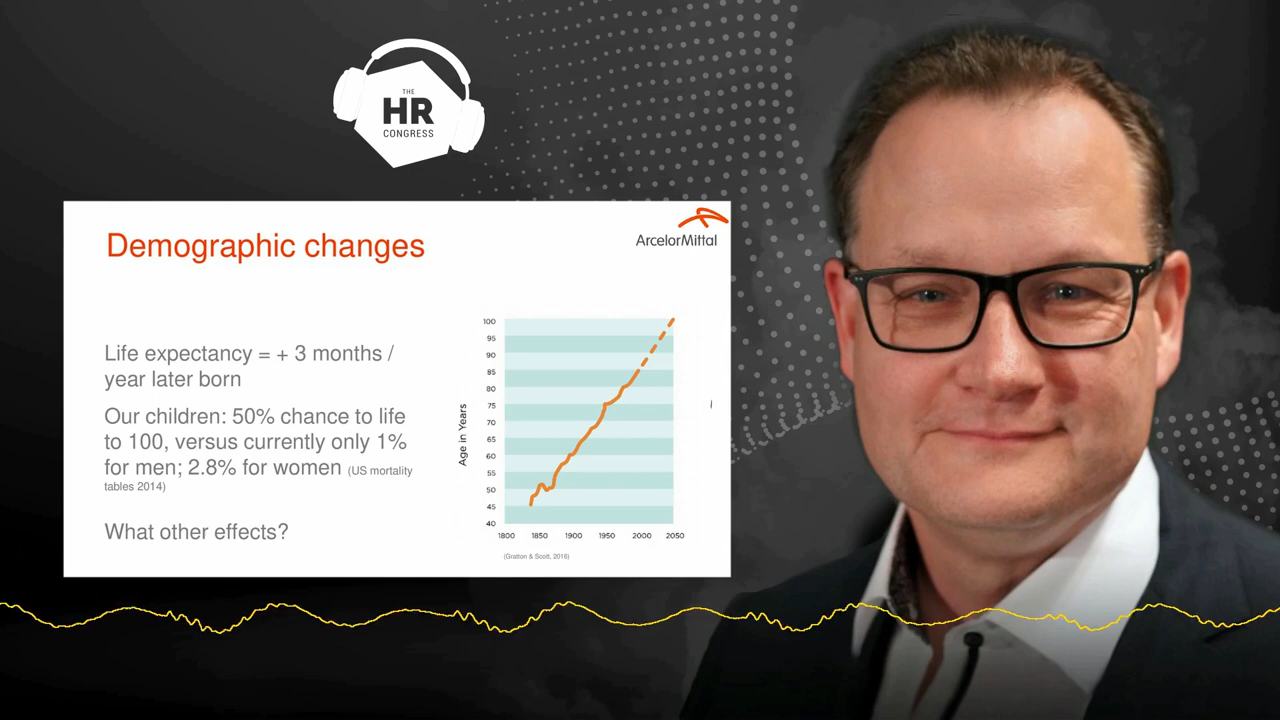 THE
HR
CONGRESS
ArcelorMittal
Demographic changes
Life expectancy = + 3 months /
year later born
Our children: 50% chance to life
to 100, versus currently only 1%
for men; 2.8% for women (US mortality
tables 2014)
What other effects?
Age in Years
100
95
90
85
80
75
70
65
60
55
50
45
40
1800 1850 1900 1950 2000 2050
(Gratton & Scott, 2016)